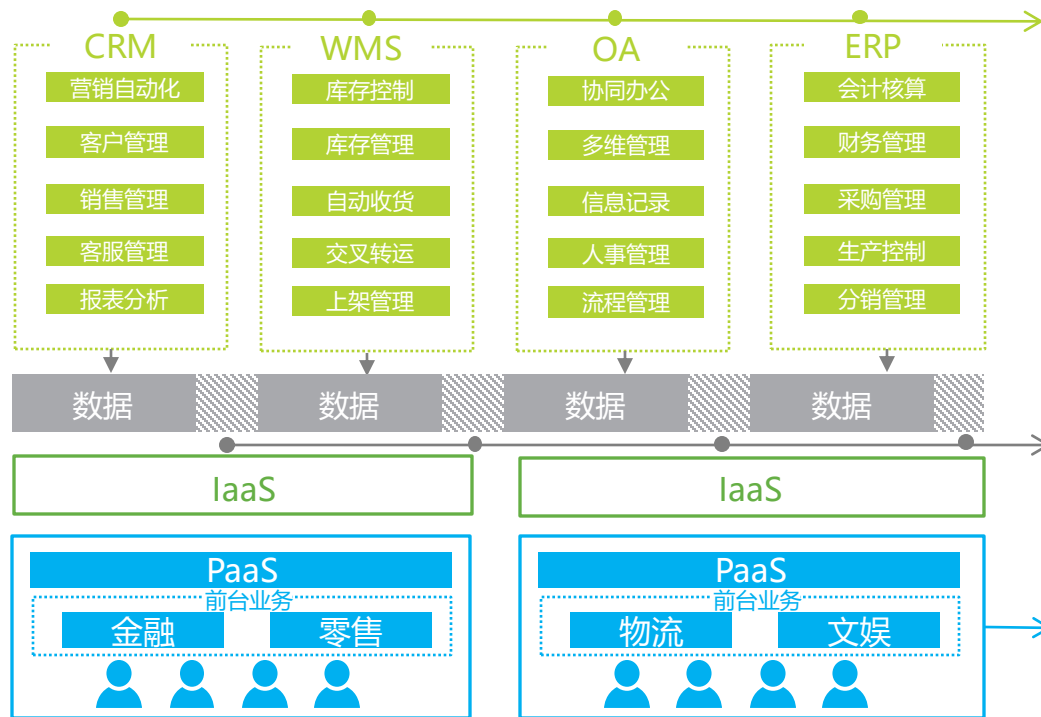 CRM
营销自动化
客户管理
销售管理
客服管理
报表分析
WMS
库存控制
库存管理
自动收货
交叉转运
上架管理
OA
协同办公
多维管理
信息记录
人事管理
流程管理
ERP
会计核算
财务管理
采购管理
生产控制
分销管理
数据
数据
数据
数据
IaaS
IaaS
PaaS
前台业务
金融
零售
PaaS
前台业务
物流
文娱